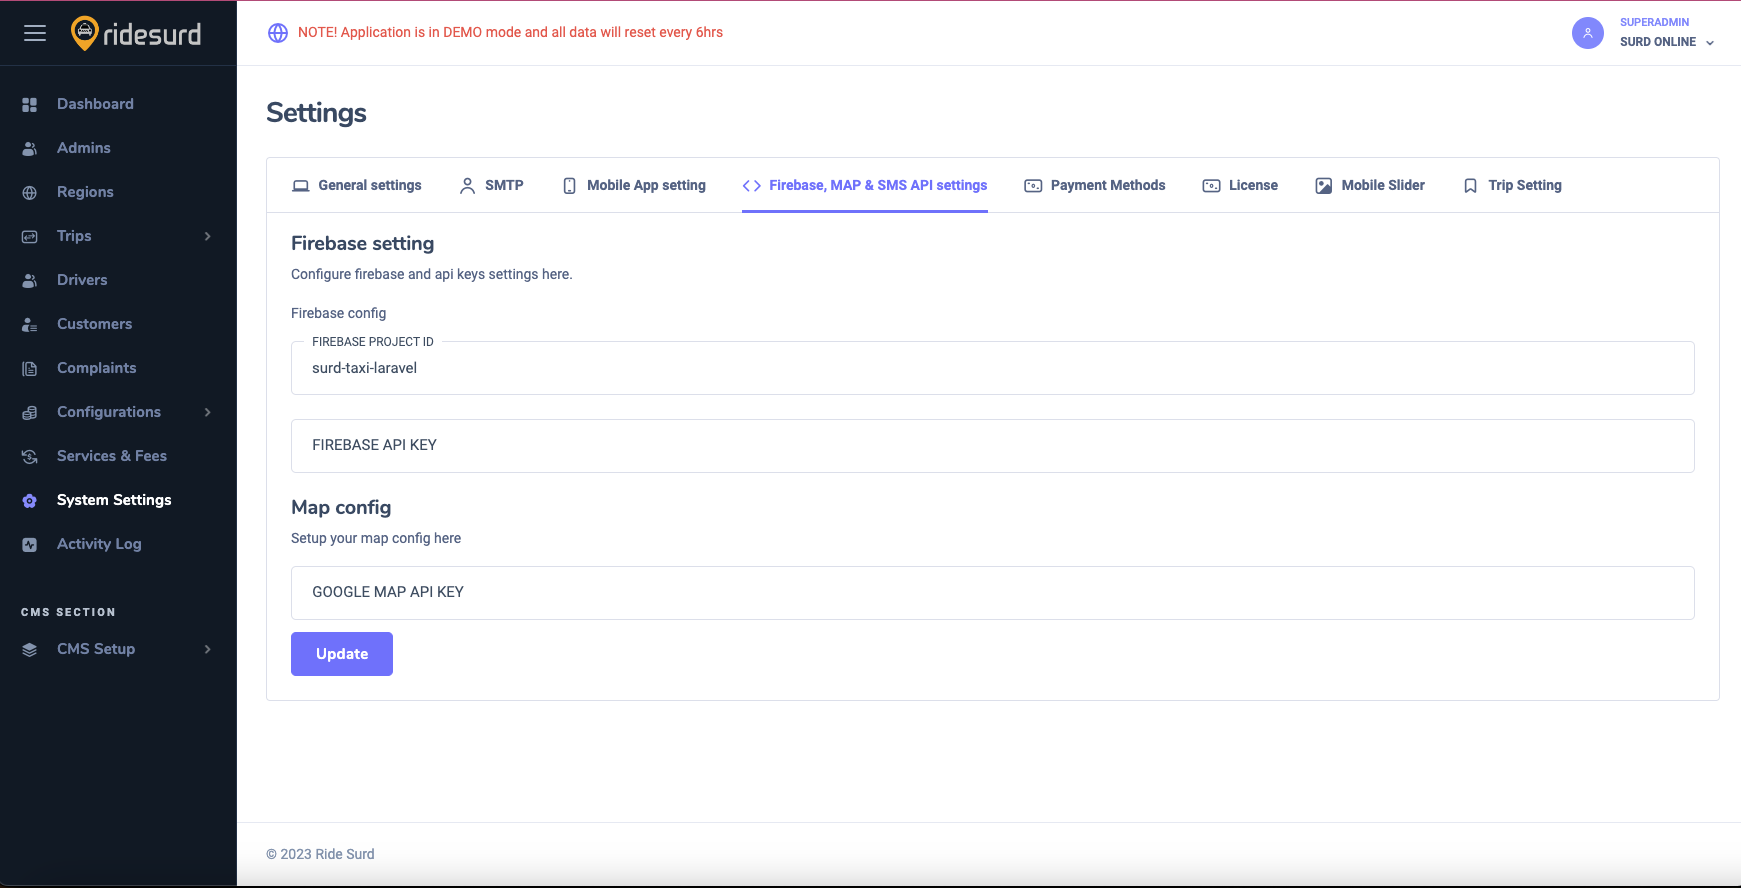 ridesurd
NOTE! Application is in DEMO mode and all data will reset every 6hrs
SUPERADMIN
SURD ONLINE
Dashboard
Admins
Regions
Trips
Drivers
Customers
Complaints
Configurations
Services & Fees
System Settings
Activity Log
CMS SECTION
CMS Setup
Settings
General settings
SMTP
Mobile App setting
Firebase, MAP & SMS API settings
Payment Methods
License
Mobile Slider
Trip Setting
Firebase setting
Configure firebase and api keys settings here.
Firebase config
FIREBASE PROJECT ID
surd-taxi-laravel
FIREBASE API KEY
Map config
Setup your map config here
GOOGLE MAP API KEY
Update
© 2023 Ride Surd